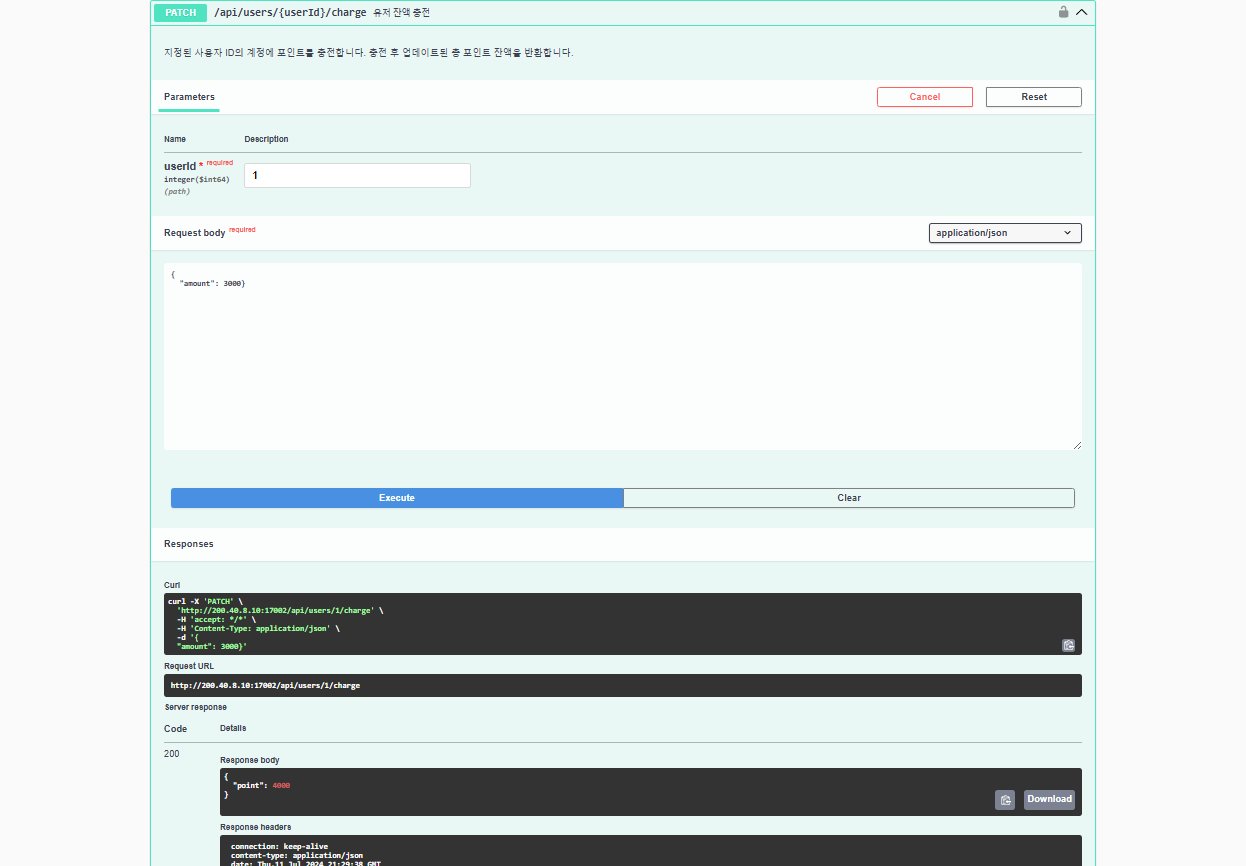 PATCH /api/users/{userId}/charge 유저 잔액 충전
지정된 사용자 ID의 계정에 포인트를 충전합니다. 충전 후 업데이트된 총 포인트 잔액을 반환합니다.
Parameters
Cancel
Reset
Name Description
userId * required
integer($int64)
(path)
1
Request body required
application/json
{
"amount": 3000}
Execute
Clear
Responses
Curl
curl -X 'PATCH' \
'http://200.40.8.10:17002/api/users/1/charge' \
-H 'accept: */*' \
-H 'Content-Type: application/json' \
-d '{
"amount": 3000}'
Request URL
http://200.40.8.10:17002/api/users/1/charge
Server response
Code Details
200
Response body
{
"point": 4000
}
Download
Response headers
connection: keep-alive
content-type: application/json
date: Thu,11 Jul 2024 21:29:38 GMT